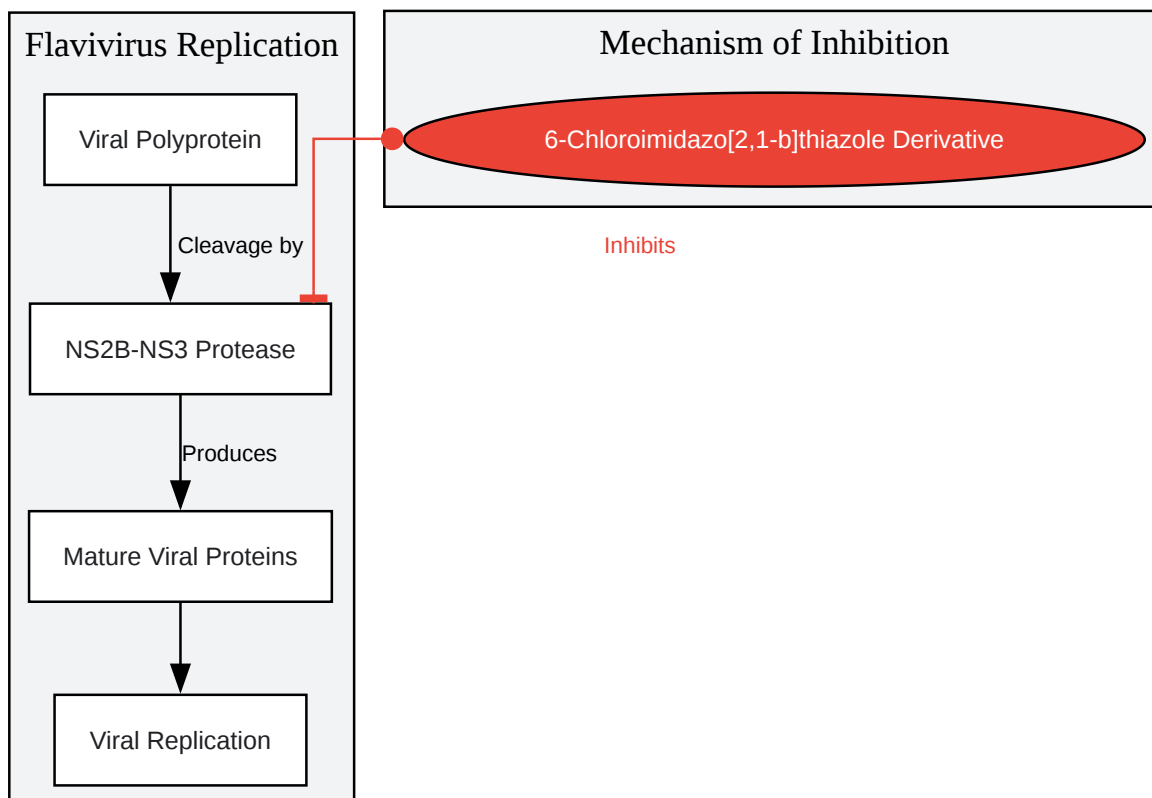 Flavivirus Replication
Viral Polyprotein
Cleavage by
NS2B-NS3 Protease
Produces
Mature Viral Proteins
Viral Replication
Mechanism of Inhibition
6-Chloroimidazo[2,1-b]thiazole Derivative
Inhibits